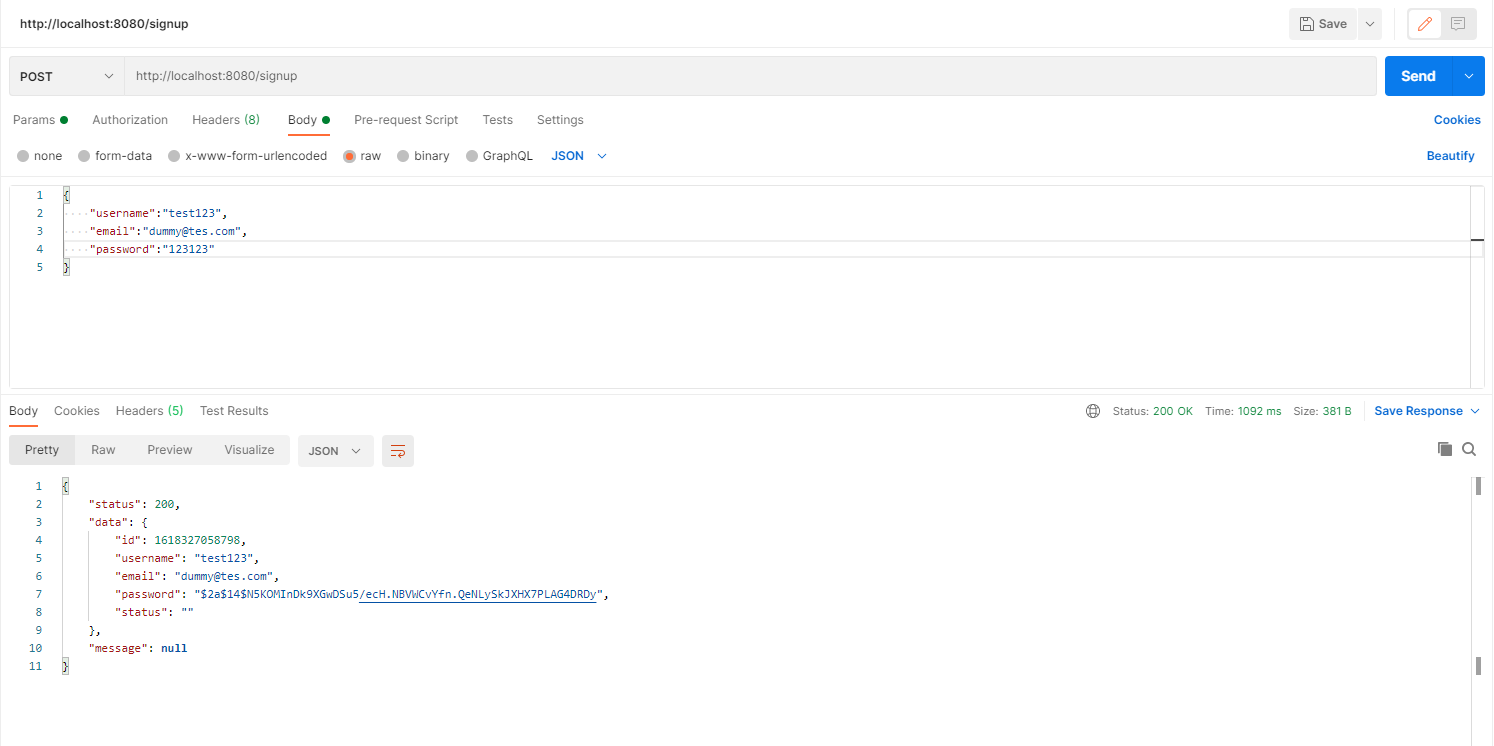 http://localhost:8080/signup
Save
POST
http://localhost:8080/signup
Send
Params
Authorization
Headers (8)
Body
Pre-request Script
Tests
Settings
Cookies
none
form-data
x-www-form-urlencoded
raw
binary
GraphQL
JSON
Beautify
1 {
2 "username":"test123",
3 "email":"dummy@tes.com",
4 "password":"123123"
5 }
Body
Cookies
Headers (5)
Test Results
Status: 200 OK
Time: 1092 ms
Size: 381 B
Save Response
Pretty
Raw
Preview
Visualize
JSON
1 {
2 "status": 200,
3 "data": {
4 "id": 1618327058798,
5 "username": "test123",
6 "email": "dummy@tes.com",
7 "password": "$2a$14$N5KOMInDk9XGwDSu5/ecH.NBVWCvYfn.QeNLySkJXHX7PLAG4DRDy",
8 "status": ""
9 },
10 "message": null
11 }